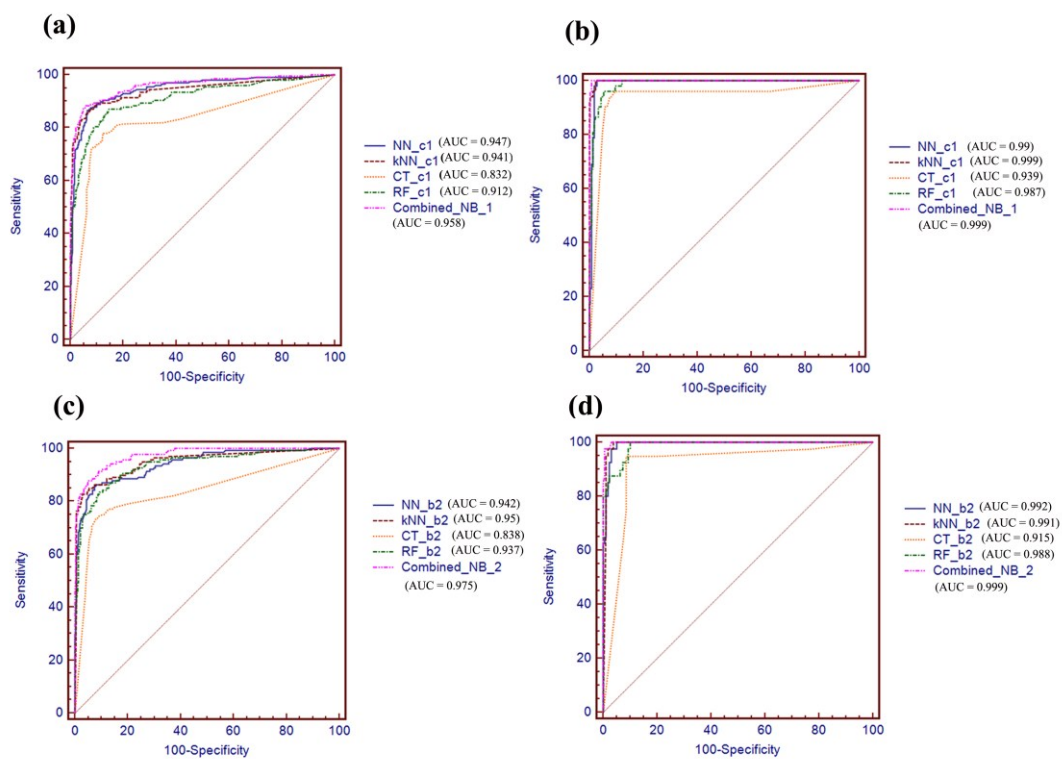 (a)
100
80
60
40
20
0
Sensitivity
0 20 40 60 80 100
100-Specificity
NN_c1 (AUC = 0.947)
kNN_c1 (AUC = 0.941)
CT_c1 (AUC = 0.832)
RF_c1 (AUC = 0.912)
Combined_NB_1
(AUC = 0.958)
(b)
100
80
60
40
20
0
Sensitivity
0 20 40 60 80 100
100-Specificity
NN_c1 (AUC = 0.99)
kNN_c1 (AUC = 0.999)
CT_c1 (AUC = 0.939)
RF_c1 (AUC = 0.987)
Combined_NB_1
(AUC = 0.999)
(c)
100
80
60
40
20
0
Sensitivity
0 20 40 60 80 100
100-Specificity
NN_b2 (AUC = 0.942)
kNN_b2 (AUC = 0.95)
CT_b2 (AUC = 0.838)
RF_b2 (AUC = 0.937)
Combined_NB_2
(AUC = 0.975)
(d)
100
80
60
40
20
0
Sensitivity
0 20 40 60 80 100
100-Specificity
NN_b2 (AUC = 0.992)
kNN_b2 (AUC = 0.991)
CT_b2 (AUC = 0.915)
RF_b2 (AUC = 0.988)
Combined_NB_2
(AUC = 0.999)